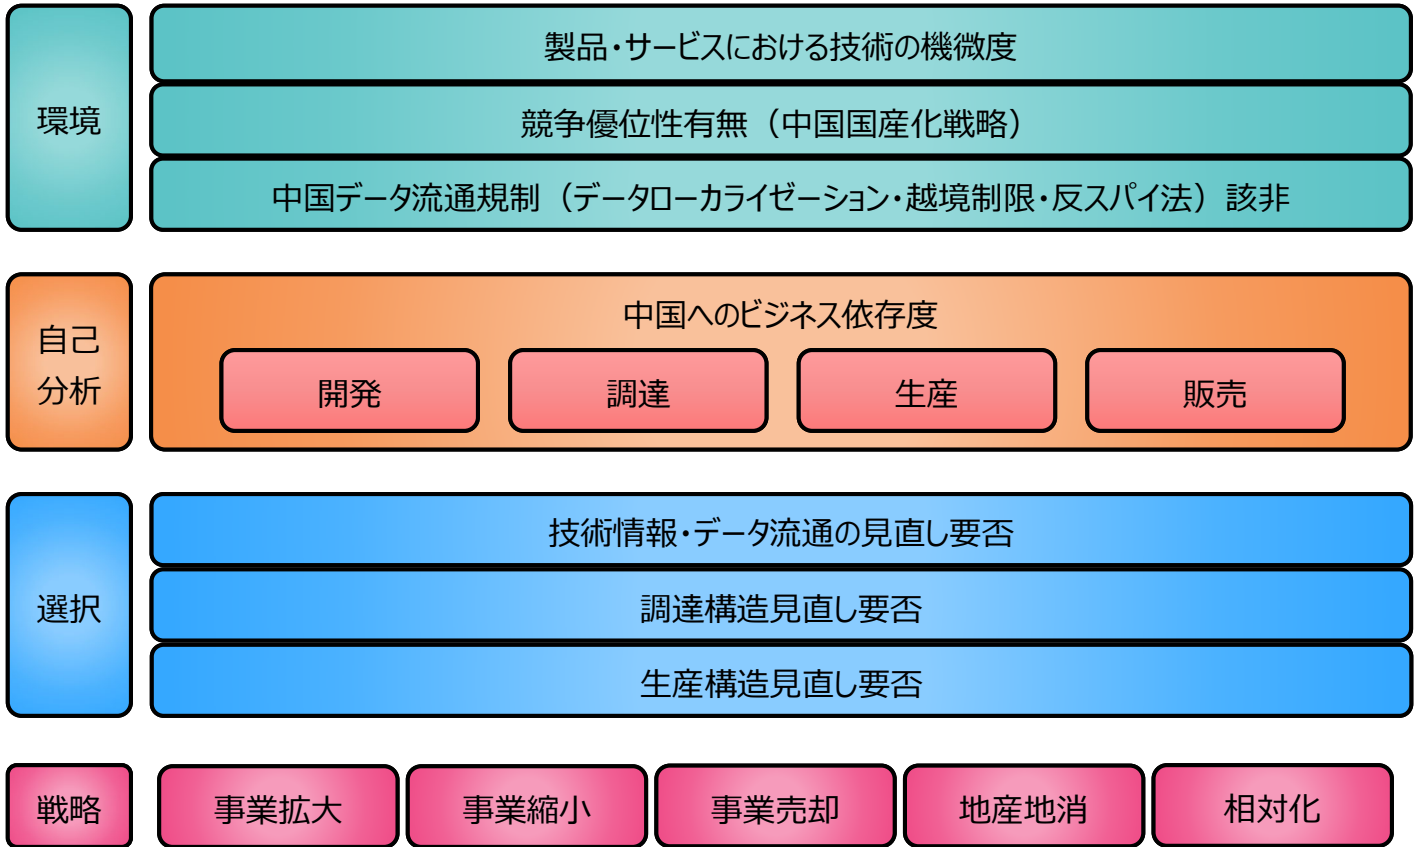 環境
製品・サービスにおける技術の機微度
競争優位性有無（中国国産化戦略）
中国データ流通規制（データローカライゼーション・越境制限・反スパイ法）該非
自己
分析
中国へのビジネス依存度
開発
調達
生産
販売
選択
技術情報・データ流通の見直し要否
調達構造見直し要否
生産構造見直し要否
戦略
事業拡大
事業縮小
事業売却
地産地消
相対化